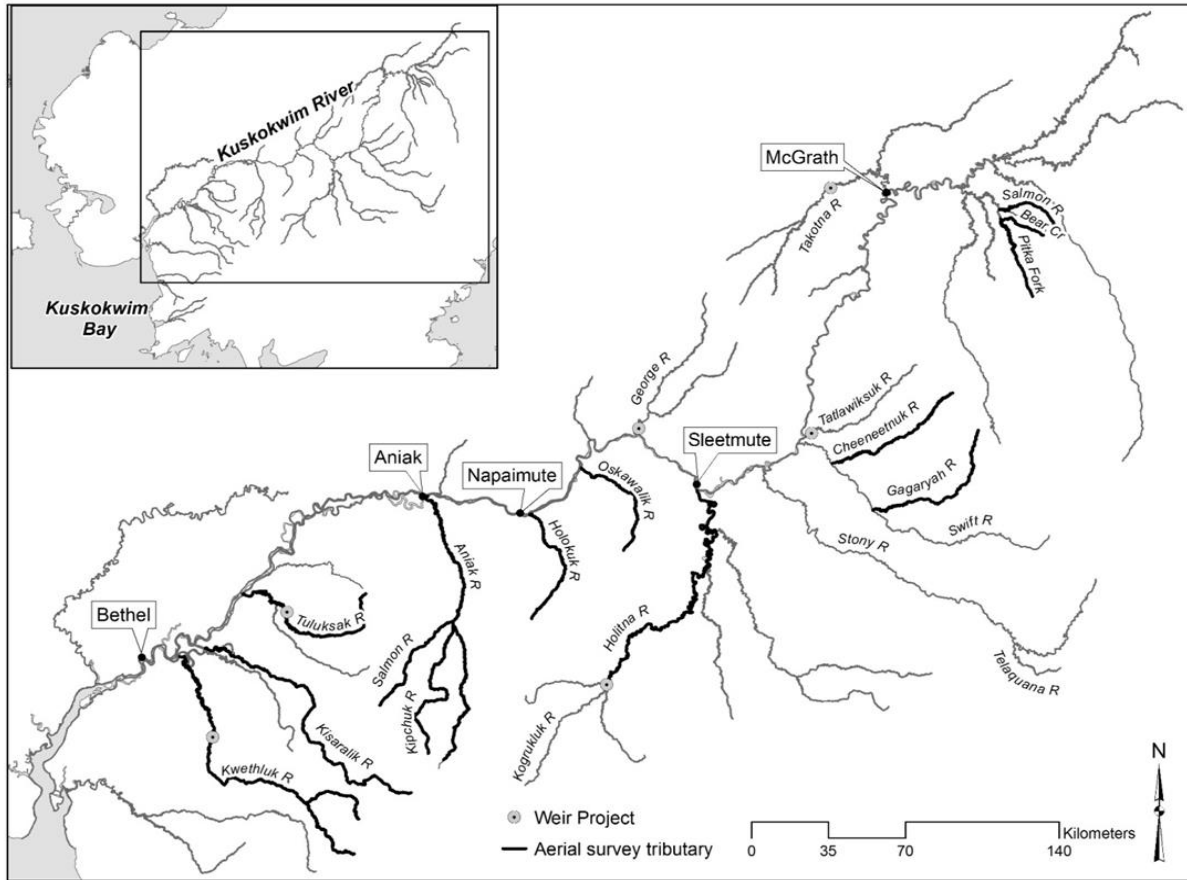 Kuskokwim River
Kuskokwim
Bay
McGrath
Takotna R
Salmon R
Bear Cr
Pitka Fork
George R
Tatlawiksuk R
Cheeneetnuk R
Gagaryah R
Swift R
Stony R
Telaquana R
Sleetmute
Aniak
Napaimute
Oskawalik R
Holokuk R
Aniak R
Holitna R
Kogrukluk R
Salmon R
Kipchuk R
Tuluksak R
Bethel
Kisaralik R
Kwethluk R
Weir Project
Aerial survey tributary
N
Kilometers
0 35 70 140